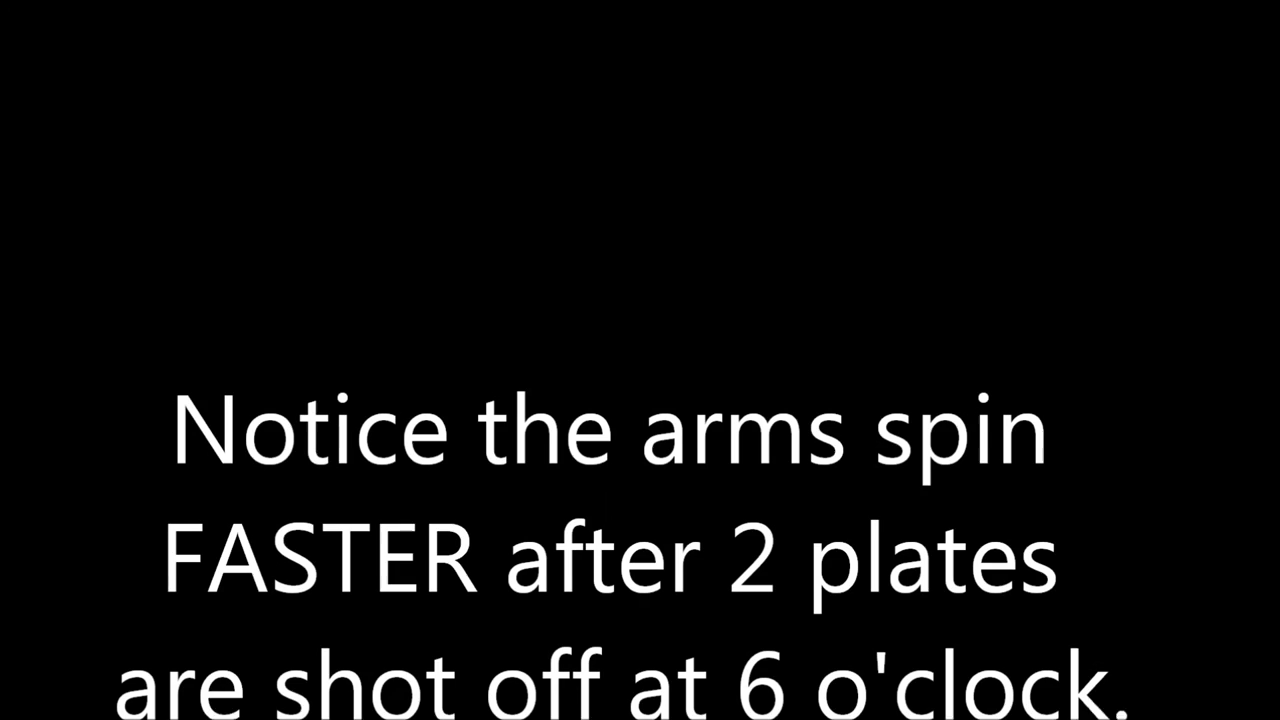 Notice the arms spin
FASTER after 2 plates
are shot off at 6 o'clock.